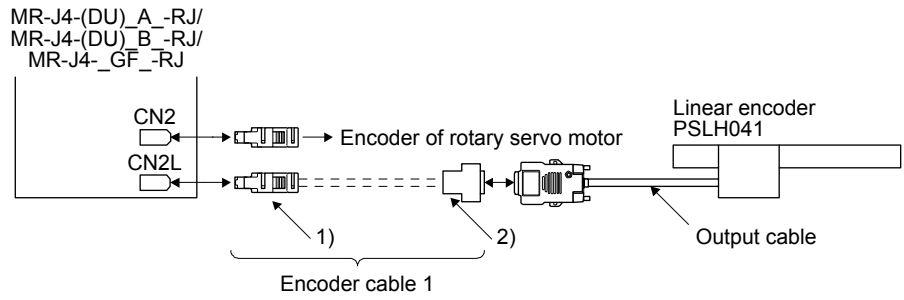 MR-J4-(DU)_A_-RJ/
MR-J4-(DU)_B_-RJ/
MR-J4-_GF_-RJ
CN2
Encoder of rotary servo motor
Linear encoder
PSLH041
CN2L
1)
2)
Output cable
Encoder cable 1